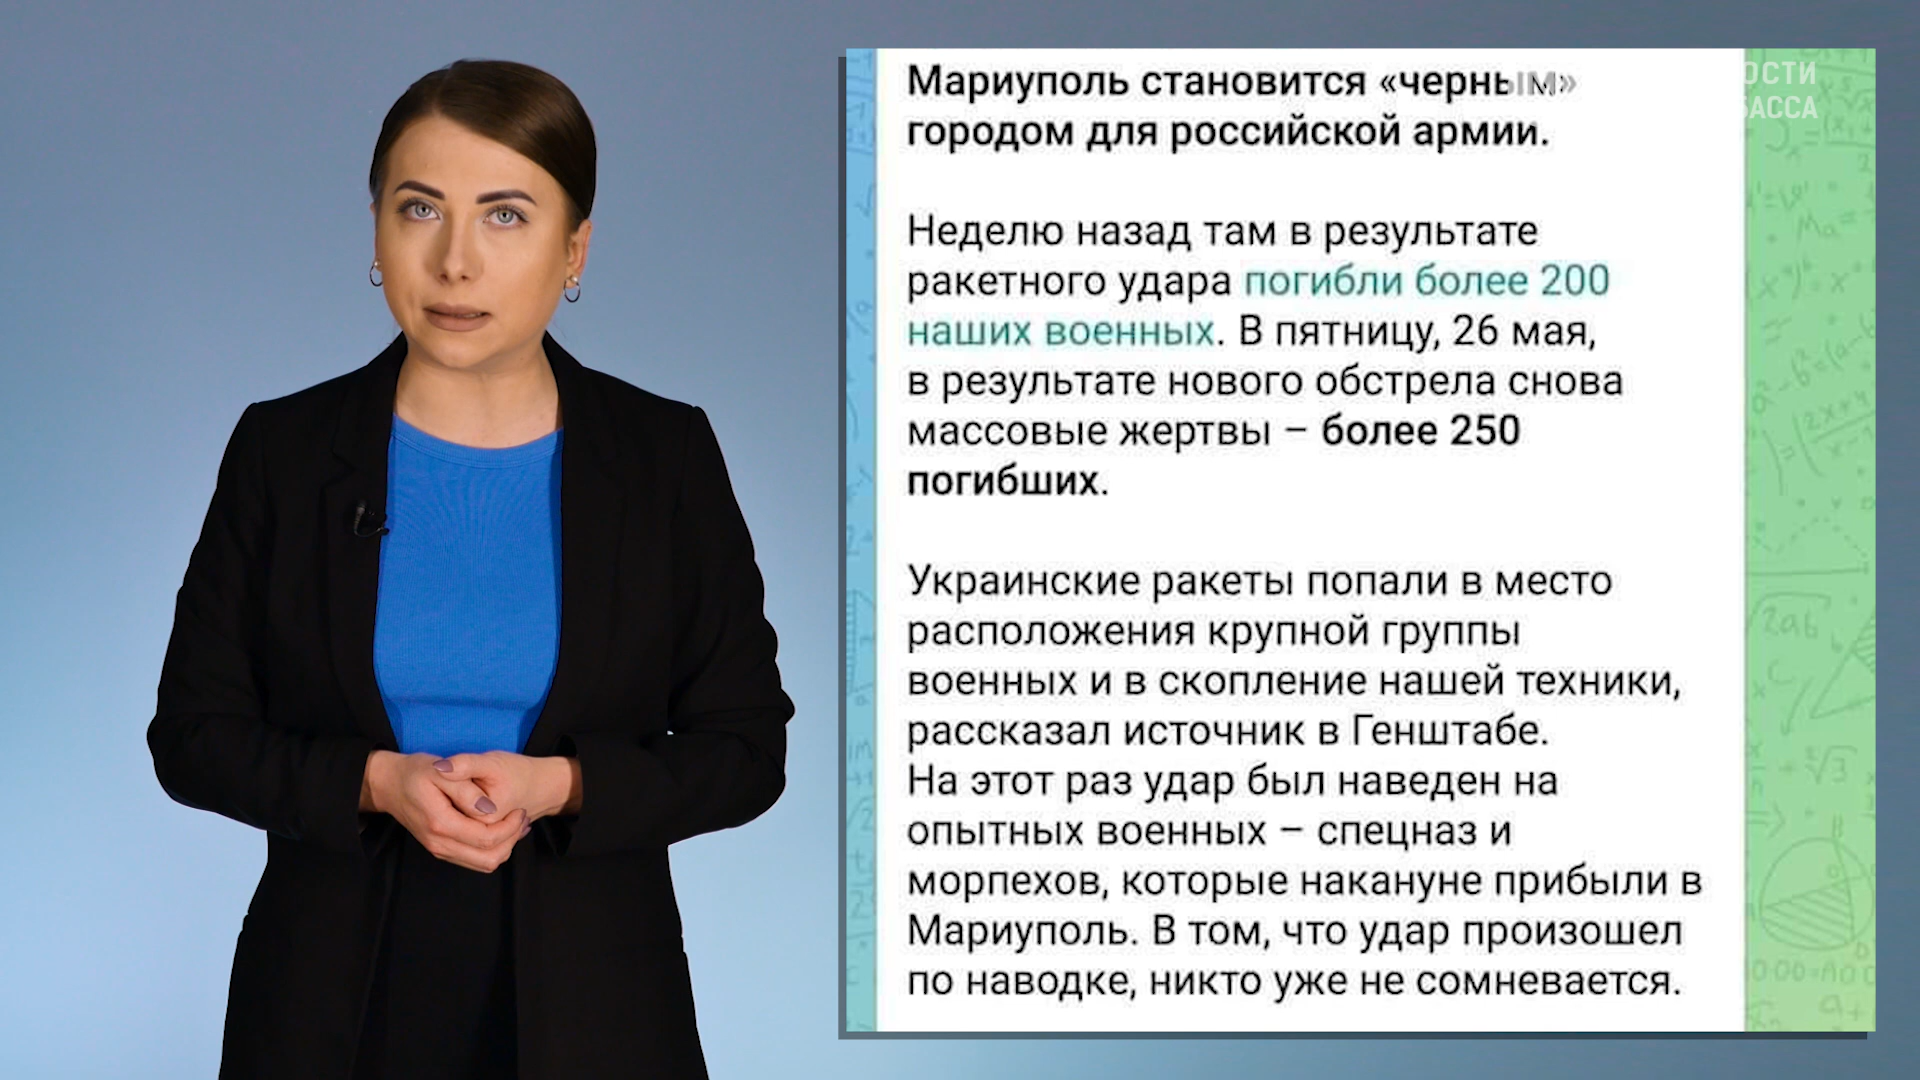 Мариуполь становится «черным»
городом для российской армии.
Неделю назад там в результате
ракетного удара погибли более 200
наших военных. В пятницу, 26 мая,
в результате нового обстрела снова
массовые жертвы – более 250
погибших.
Украинские ракеты попали в место
расположения крупной группы
военных и в скопление нашей техники,
рассказал источник в Генштабе.
На этот раз удар был наведен на
опытных военных – спецназ и
морпехов, которые накануне прибыли в
Мариуполь. В том, что удар произошел
по наводке, никто уже не сомневается.